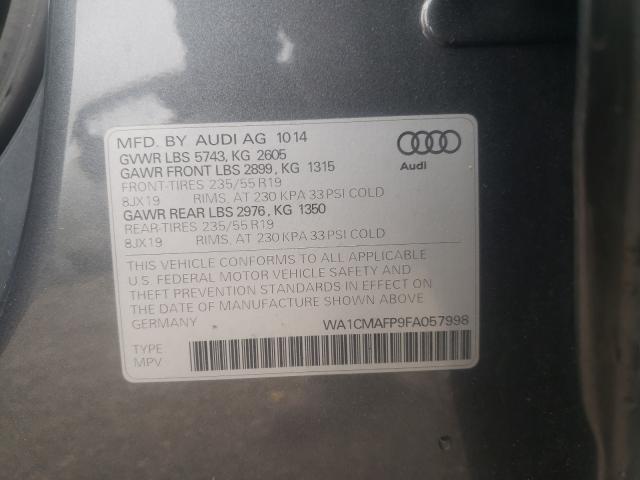 MFD. BY AUDI AG 10 14
GVWR LBS 5743, KG 2605
GAWR FRONT LBS 2899, KG 1315
FRONT-TIRES 235/55 R19
8JX19 RIMS, AT 230 KPA 33 PSI COLD
GAWR REAR LBS 2976, KG 1350
REAR-TIRES 235/55 R19
8JX19 RIMS, AT 230 KPA 33 PSI COLD
Audi
THIS VEHICLE CONFORMS TO ALL APPLICABLE
U.S. FEDERAL MOTOR VEHICLE SAFETY AND
THEFT PREVENTION STANDARDS IN EFFECT ON
THE DATE OF MANUFACTURE SHOWN ABOVE
GERMANY WA1CMAFP9FA057998
TYPE
MPV